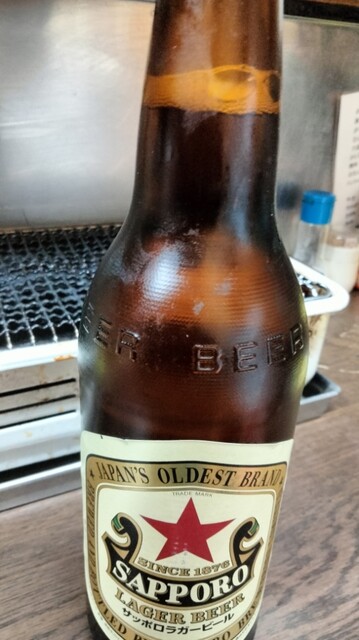 BEER BEER
JAPAN'S OLDEST BRAND
TRADE MARK
SINCE 1876
SAPPORO
LAGER BEER
サッポロラガービール